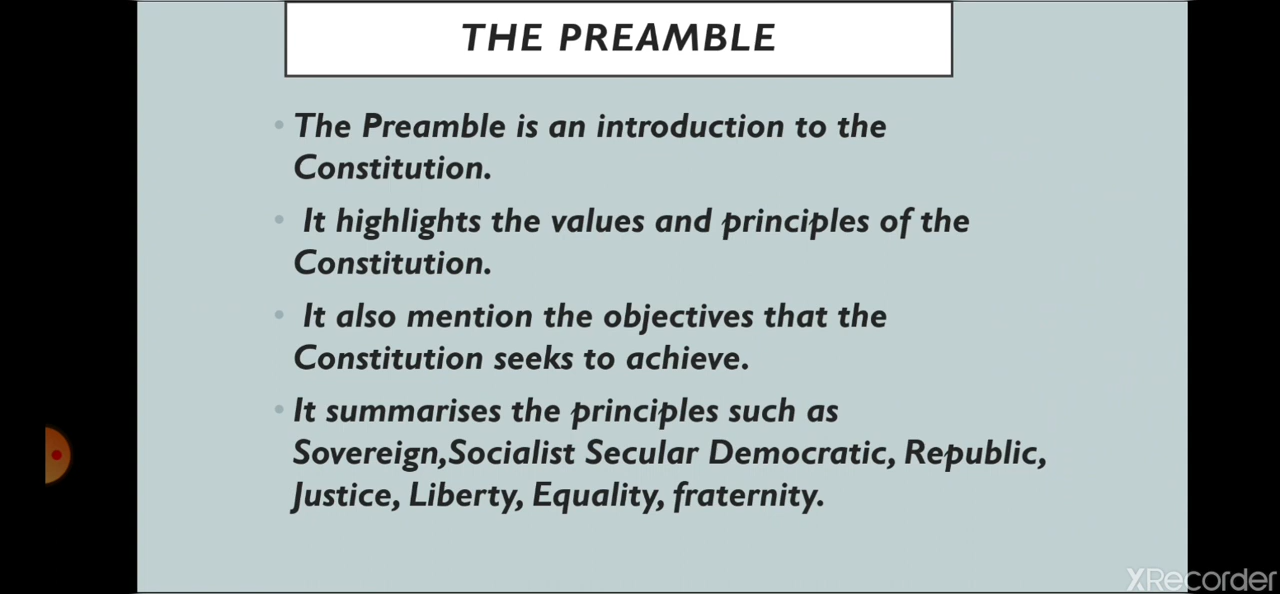 THE PREAMBLE
The Preamble is an introduction to the
Constitution.
It highlights the values and principles of the
Constitution.
It also mention the objectives that the
Constitution seeks to achieve.
It summarises the principles such as
Sovereign,Socialist Secular Democratic, Republic,
Justice, Liberty, Equality, fraternity.
XRecorder